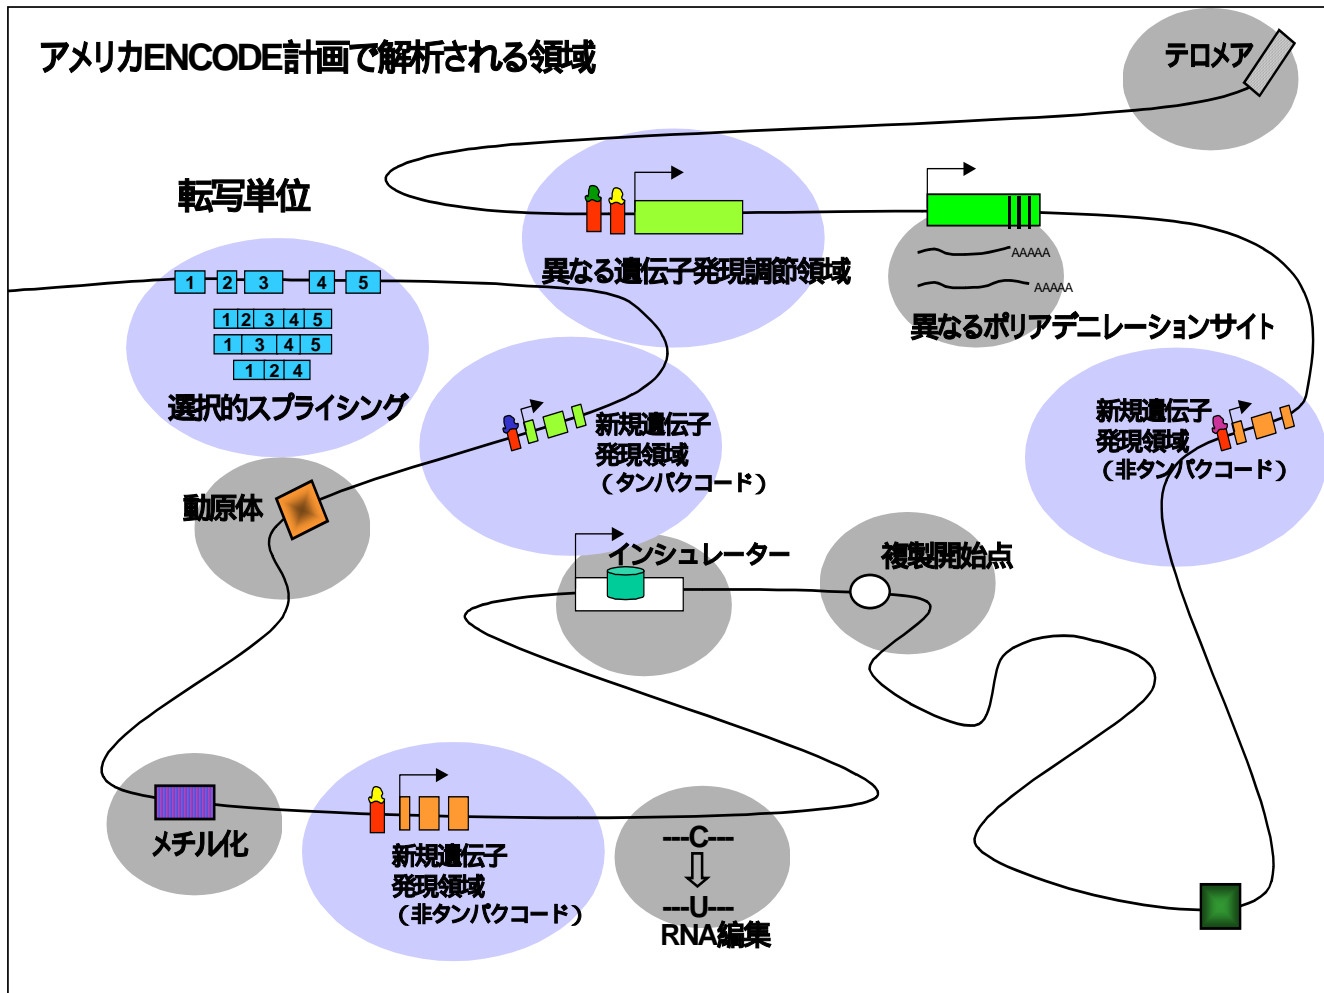 アメリカENCODE計画で解析される領域
テロメア
転写単位
異なる遺伝子発現調節領域
AAAAA
AAAAA
異なるポリアデニレーションサイト
1 2 3 4 5
1 2 3 4 5
1 3 4 5
1 2 4
選択的スプライシング
新規遺伝子
発現領域
（タンパクコード）
新規遺伝子
発現領域
（非タンパクコード）
動原体
インシュレーター
複製開始点
メチル化
新規遺伝子
発現領域
（非タンパクコード）
---C---
---U---
RNA編集